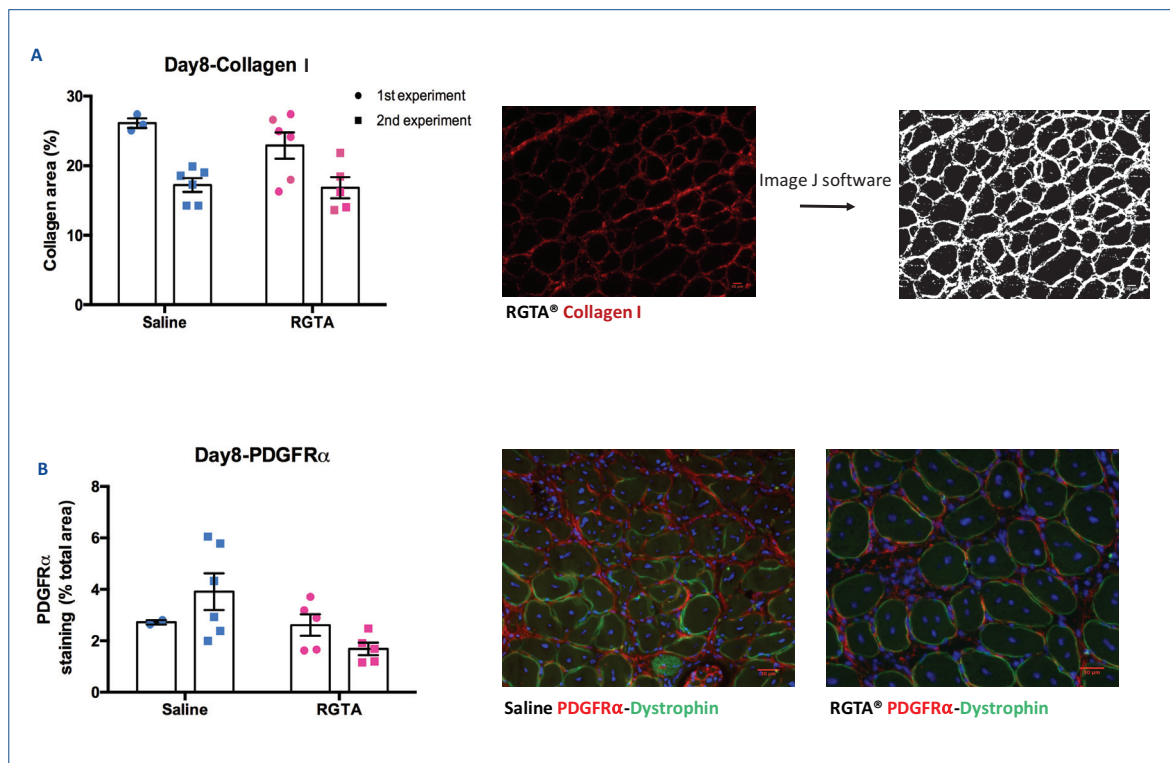 A
Day8-Collagen I
Collagen area (%)
30
20
10
0
Saline
RGTA
1st experiment
2nd experiment
RGTA® Collagen I
Image J software
B
Day8-PDGFRα
PDGFRα
staining (% total area)
8
6
4
2
0
Saline
RGTA
Saline PDGFRα-Dystrophin
RGTA® PDGFRα-Dystrophin